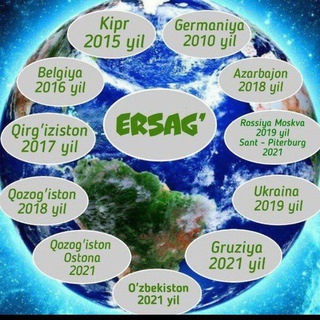 Kipr
2015 yil
Germaniya
2010 yil
Belgiya
2016 yil
Azarbajon
2018 yil
ERSAG'
Qirg'iziston
2017 yil
Rossiya Moskva
2019 yil
Sant - Piterburg
2021
Qozog'iston
2018 yil
Ukraina
2019 yil
Qozog'iston
Ostona
2021
Gruziya
2021 yil
O'zbekiston
2021 yil